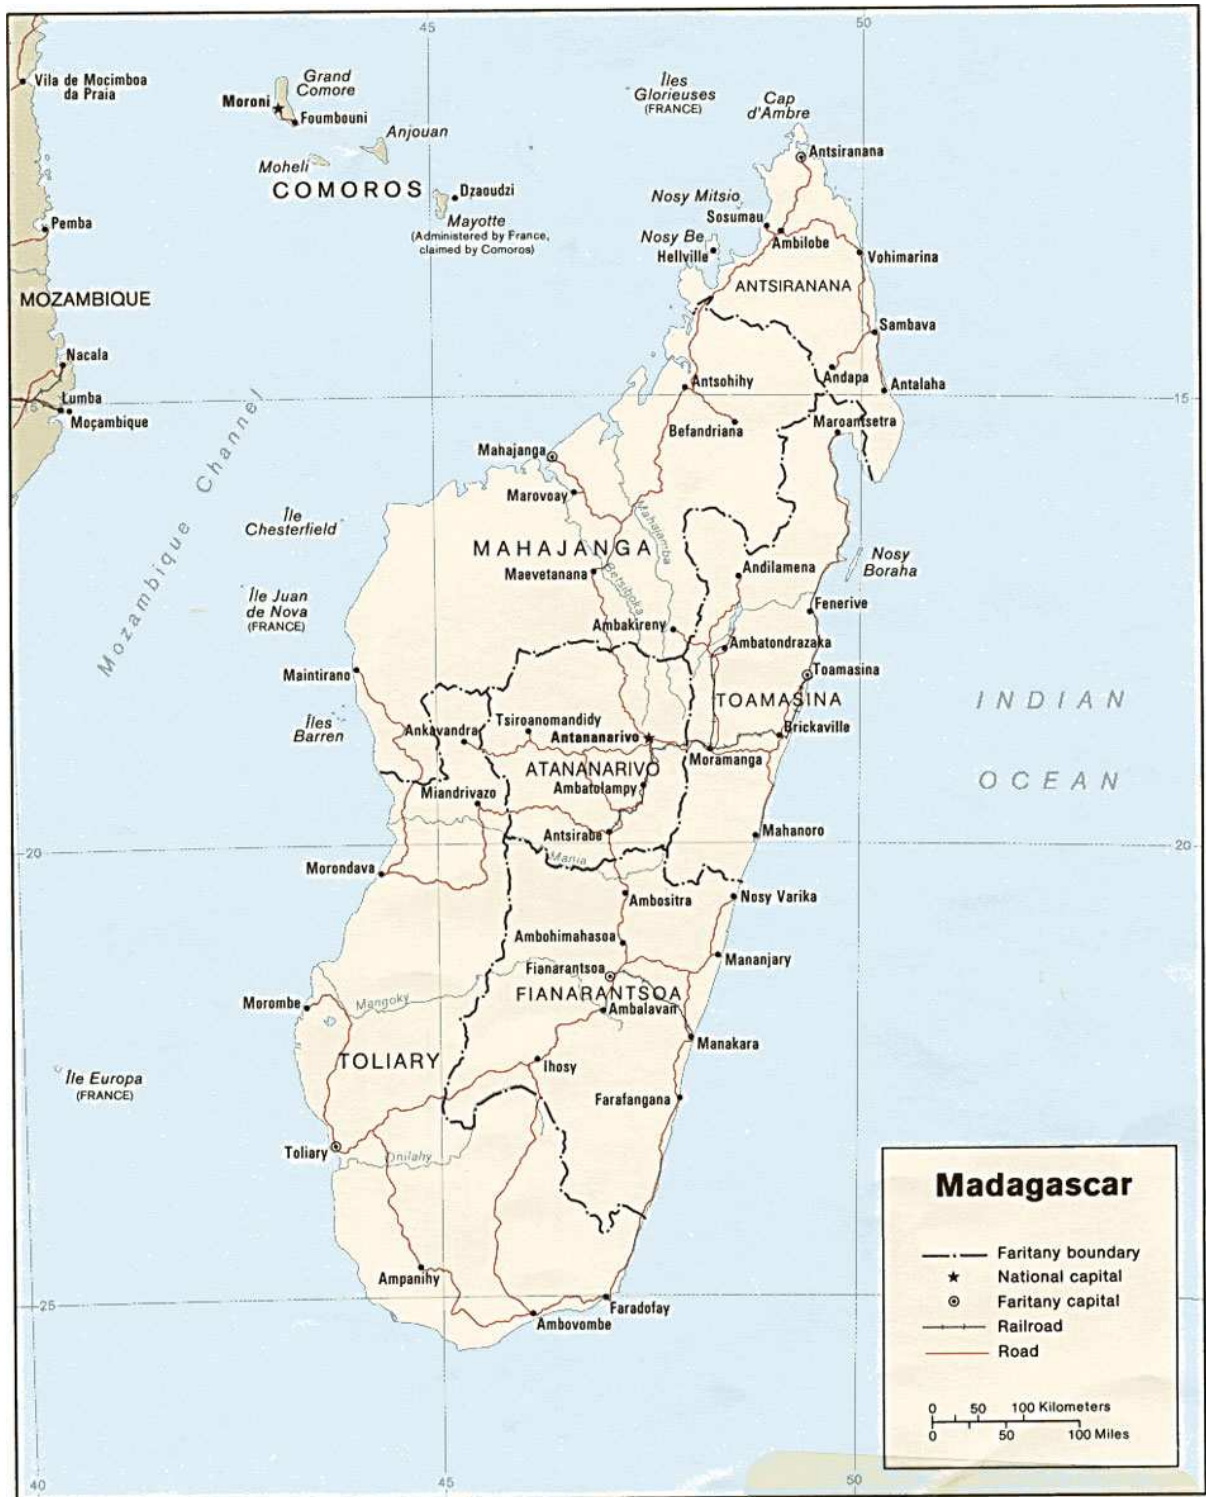 45
50
Vila de Mocimboa
da Praia
Grand
Comore
Moroni
Foumbouni
Îles
Glorieuses
(FRANCE)
Cap
d'Ambre
Anjouan
Moheli
COMOROS
Dzaoudzi
Mayotte
(Administered by France,
claimed by Comoros)
Antsiranana
Nosy Mitsio
Sosumau
Nosy Be
Hellville
Ambilobe
Vohimarina
Pemba
ANTSIRANANA
MOZAMBIQUE
Sambava
Nacala
Antsohihy
Andapa
Antalaha
Lumba
15
Moçambique
15
Befandriana
Maroantsetra
Mozambique Channel
Mahajanga
Marovoay
Île
Chesterfield
Mahajamba
MAHAJANGA
Nosy
Boraha
Maevetanana
Betsiboka
Andilamena
Île Juan
de Nova
(FRANCE)
Fenerive
Ambakireny
Ambatondrazaka
Maintirano
Toamasina
TOAMASINA
INDIAN
OCEAN
Îles
Barren
Ankavandra
Tsiroanomandidy
Antananarivo
Brickaville
Moramanga
ATANANARIVO
Ambatolampy
Miandrivazo
Antsirabe
Mahanoro
20
20
Mania
Morondava
Ambositra
Nosy Varika
Ambohimahasoa
Mananjary
Fianarantsoa
FIANARANTSOA
Morombe
Mangoky
Ambalavan
Manakara
TOLIARY
Ihosy
Île Europa
(FRANCE)
Farafangana
Toliary
Onilahy
Ampanihy
Faradofay
Ambovombe
25
Madagascar
Faritany boundary
National capital
Faritany capital
Railroad
Road
0 50 100 Kilometers
0 50 100 Miles
40
45
50